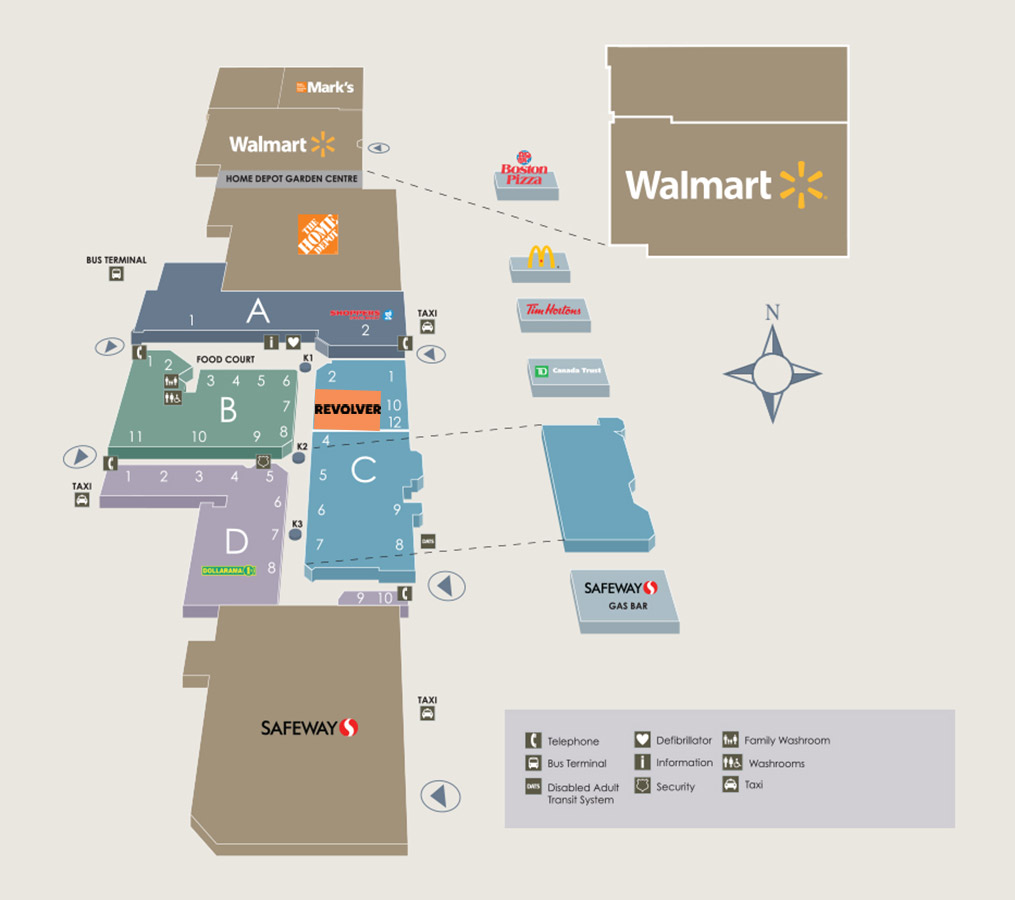 Mark's
Walmart
HOME DEPOT GARDEN CENTRE
THE
HOME
DEPOT
Boston
Pizza
Walmart
BUS TERMINAL
A
1
2
TAXI
Tim Hortons
N
FOOD COURT
K1
TD Canada Trust
1
2
3
4
5
6
7
8
B
11
10
9
2
1
REVOLVER
10
12
K2
4
C
5
6
9
7
8
DATS
TAXI
1
2
3
4
5
6
7
8
D
K3
DOLLARAMA
9
10
SAFEWAY
GAS BAR
SAFEWAY
TAXI
Telephone
Defibrillator
Family Washroom
Bus Terminal
i Information
Washrooms
DATS Disabled Adult
Transit System
Security
Taxi